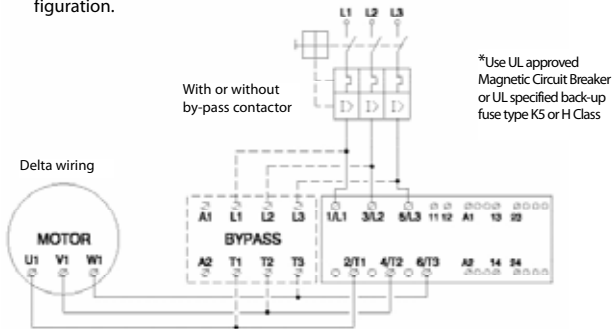 figuration.
L1 L2 L3
With or without
by-pass contactor
*Use UL approved
Magnetic Circuit Breaker
or UL specified back-up
fuse type K5 or H Class
Delta wiring
A1 L1 L2 L3
1/L1 3/L2 5/L3 11 12 A1 13 23
MOTOR
BYPASS
U1 V1 W1
A2 T1 T2 T3
2/T1 4/T2 6/T3 A2 14 24